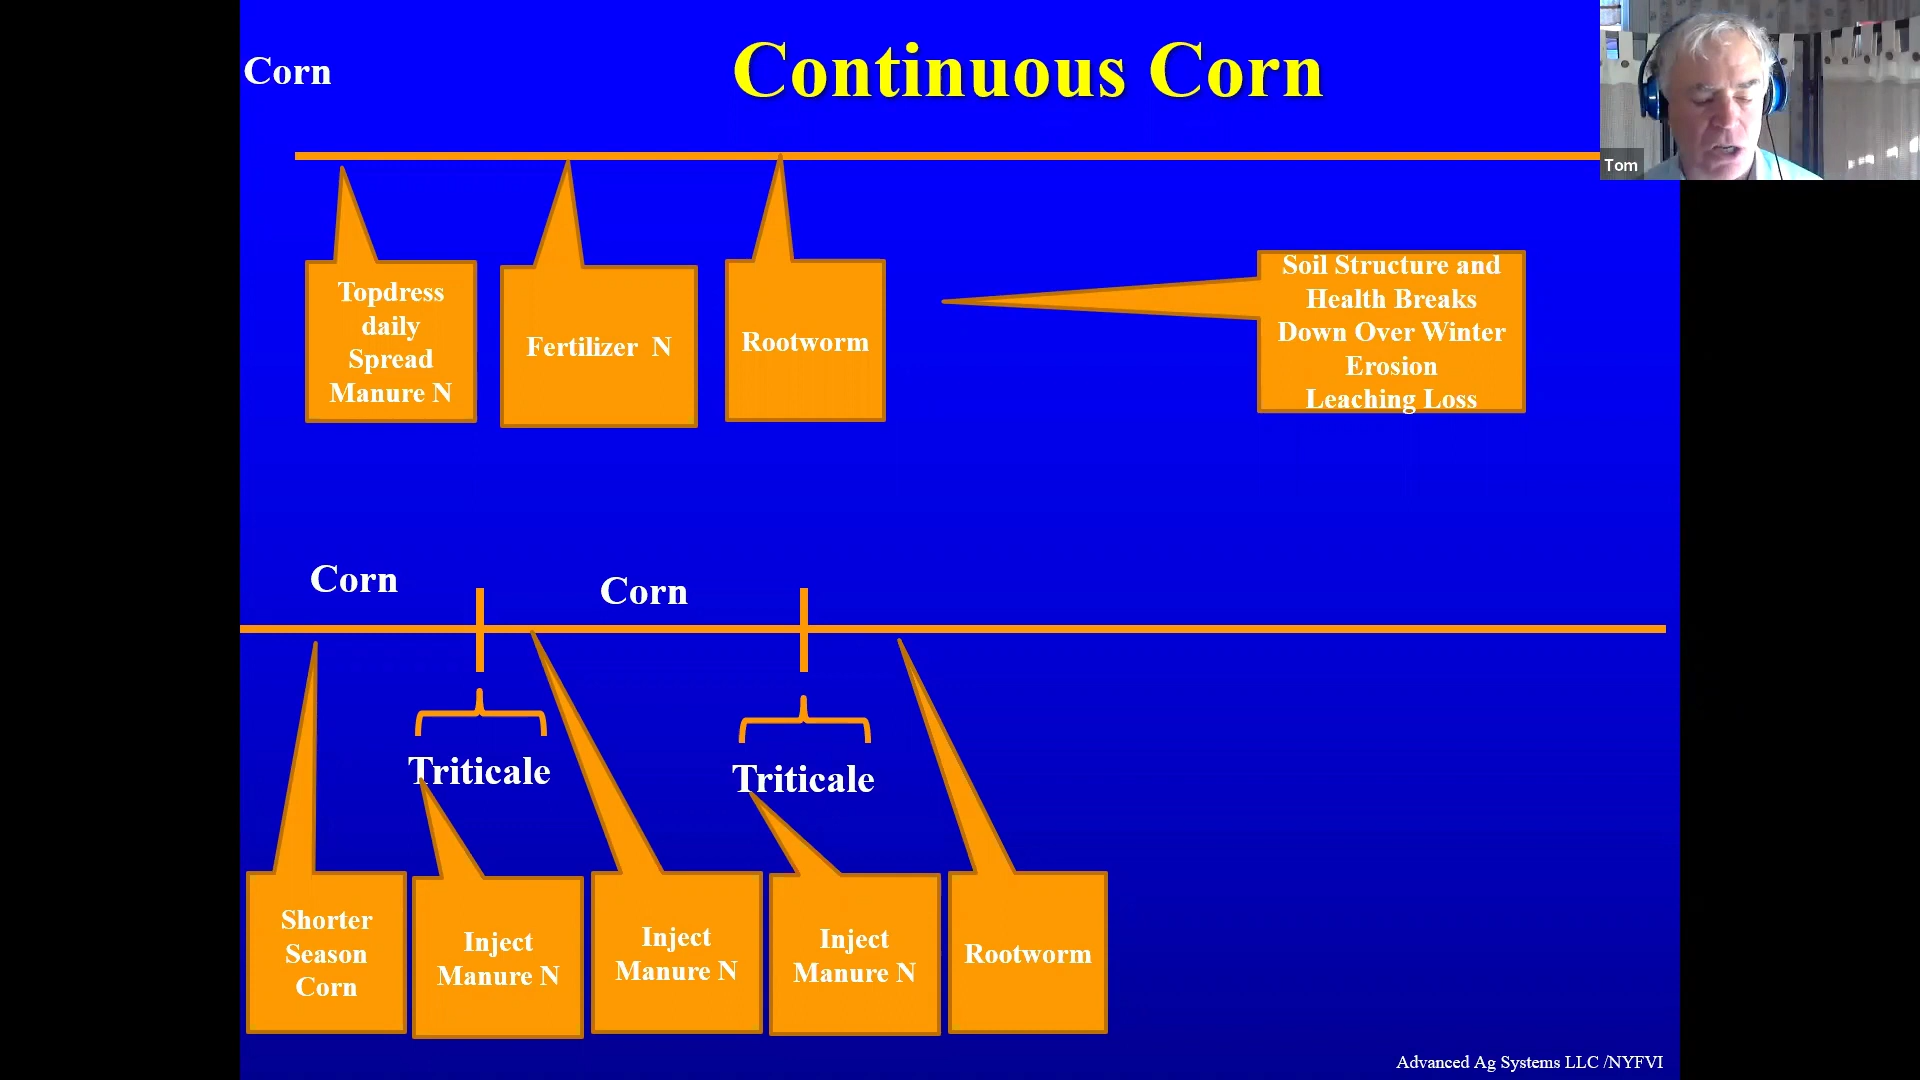 Corn
Continuous Corn
Tom
Topdress
daily
Spread
Manure N
Fertilizer N
Rootworm
Soil Structure and
Health Breaks
Down Over Winter
Erosion
Leaching Loss
Corn
Corn
Triticale
Triticale
Shorter
Season
Corn
Inject
Manure N
Inject
Manure N
Inject
Manure N
Rootworm
Advanced Ag Systems LLC /NYFVI